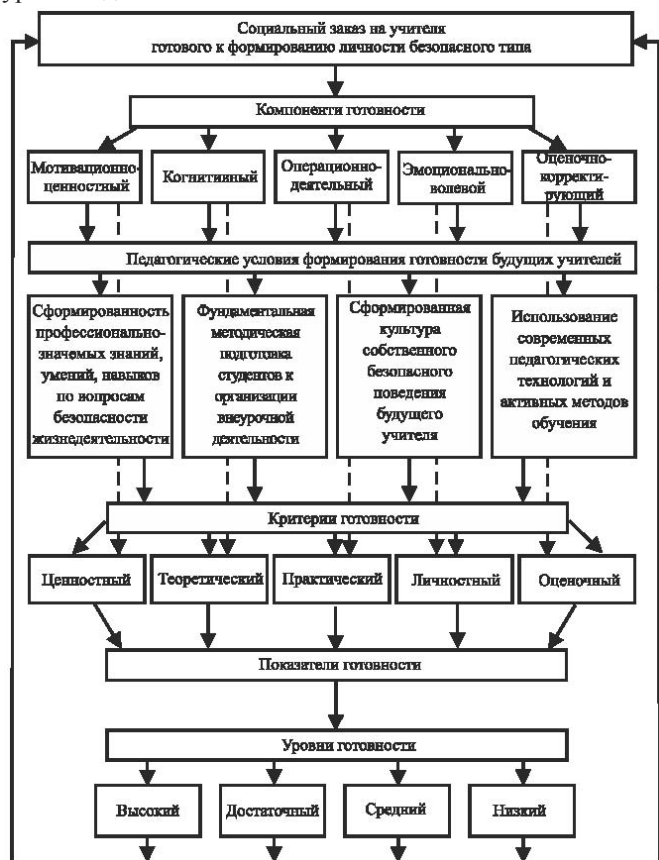 Социальный заказ на учителя
готового к формированию личности безопасного типа
Компоненти готовности
Мотивационно-
ценностный
Когнитивный
Операционно-
деятельный
Эмоционально-
волевой
Оценочно-
корректи-
рующий
Педагогические условия формирования готовности будущих учителей
Сформированность
профессионально-
значемых знаний,
умений, навыков
по вопросам
безопасности
жизнедеятельности
Фундаментальная
методическая
подготовка
студентов к
организации
внеурочной
деятельности
Сформированная
культура
собственного
безопасного
поведения
будущего
учителя
Использование
современных
педагогических
технологий и
активных методов
обучения
Критерии готовности
Ценностный
Теоретический
Практический
Личностный
Оценочный
Показатели готовности
Уровни готовности
Высокий
Достаточный
Средний
Низкий